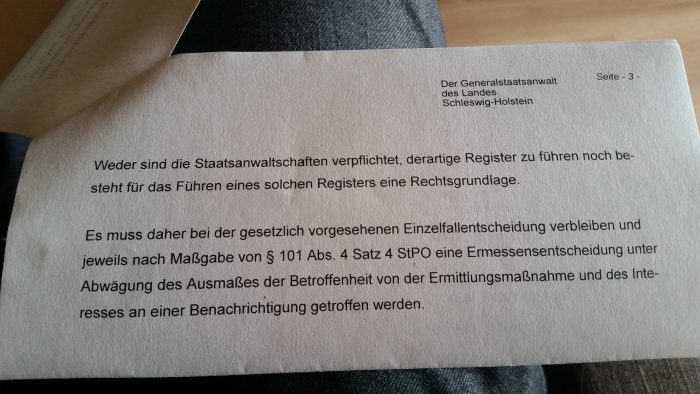 Der Generalstaatsanwalt
des Landes
Schleswig-Holstein
Seite - 3 -
Weder sind die Staatsanwaltschaften verpflichtet, derartige Register zu führen noch be-
steht für das Führen eines solchen Registers eine Rechtsgrundlage.
Es muss daher bei der gesetzlich vorgesehenen Einzelfallentscheidung verbleiben und
jeweils nach Maßgabe von § 101 Abs. 4 Satz 4 StPO eine Ermessensentscheidung unter
Abwägung des Ausmaßes der Betroffenheit von der Ermittlungsmaßnahme und des Inte-
resses an einer Benachrichtigung getroffen werden.